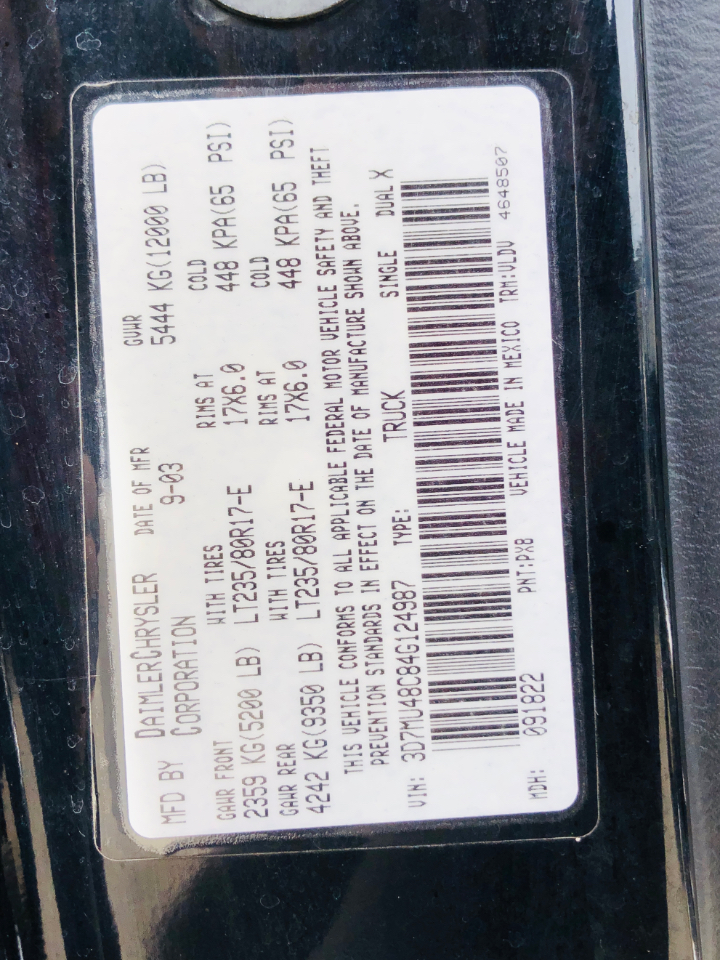 MFD BY DAIMLERCHRYSLER DATE OF MFR GVWR
CORPORATION 9-03 5444 KG(12000 LB)
GAWR FRONT WITH TIRES RIMS AT COLD
2359 KG(5200 LB) LT235/80R17-E 17X6.0 448 KPA(65 PSI)
GAWR REAR WITH TIRES RIMS AT COLD
4242 KG(9350 LB) LT235/80R17-E 17X6.0 448 KPA(65 PSI)
THIS VEHICLE CONFORMS TO ALL APPLICABLE FEDERAL MOTOR VEHICLE SAFETY AND THEFT
PREVENTION STANDARDS IN EFFECT ON THE DATE OF MANUFACTURE SHOWN ABOVE.
VIN: 3D7MU48C84G124987 TYPE: TRUCK SINGLE DUAL X
MDH: 091822 PNT:PX8 VEHICLE MADE IN MEXICO TRM:VLDV 4648507